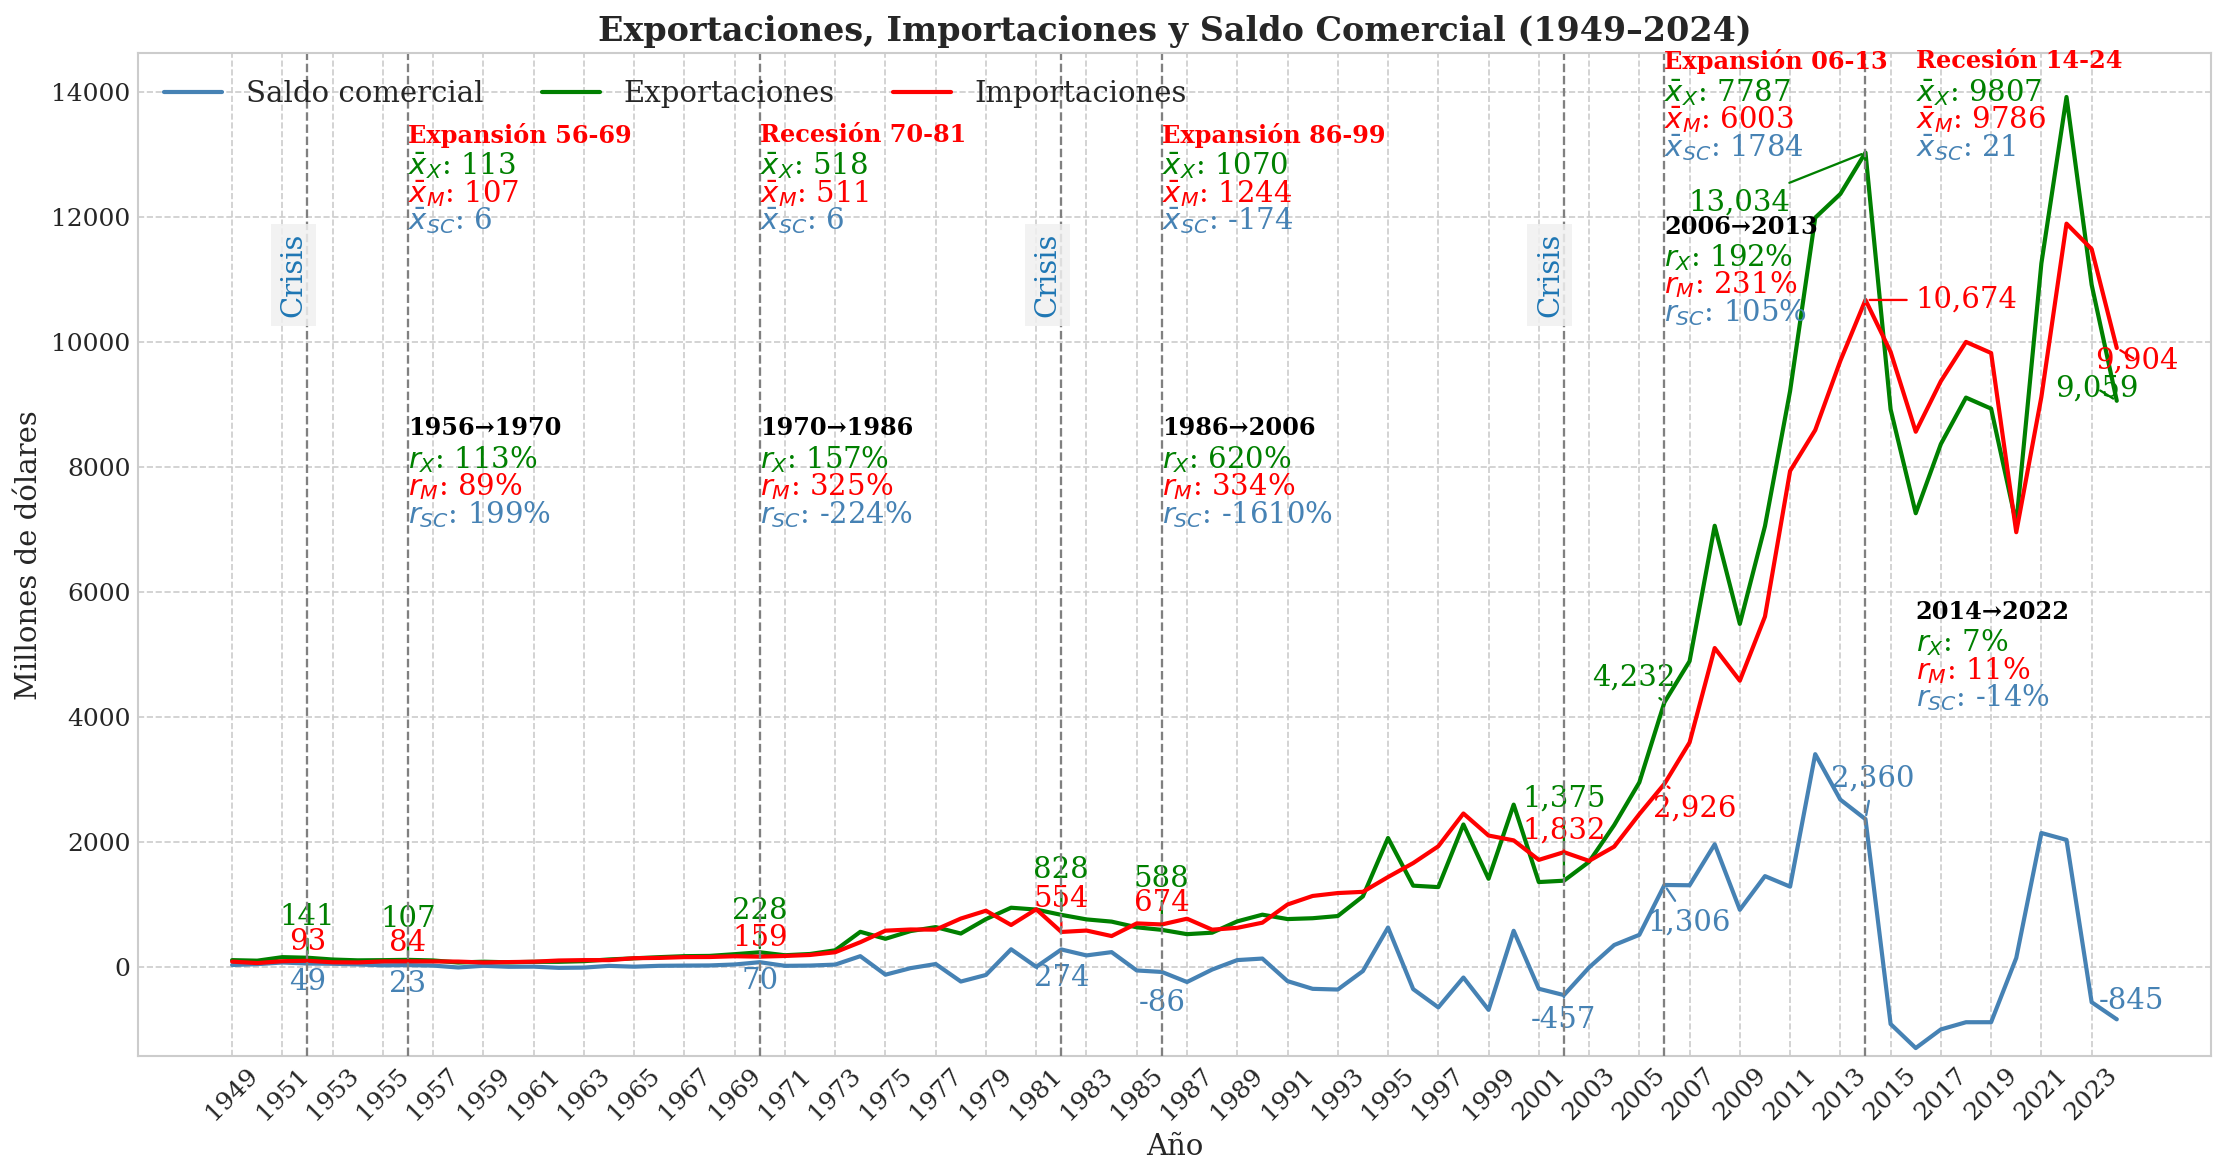 Exportaciones, Importaciones y Saldo Comercial (1949–2024)
Saldo comercial
Exportaciones
Importaciones
Expansión 56-69
x̄X: 113
x̄M: 107
x̄SC: 6
Recesión 70-81
x̄X: 518
x̄M: 511
x̄SC: 6
Expansión 86-99
x̄X: 1070
x̄M: 1244
x̄SC: -174
Expansión 06-13
x̄X: 7787
x̄M: 6003
x̄SC: 1784
Recesión 14-24
x̄X: 9807
x̄M: 9786
x̄SC: 21
Crisis
Crisis
Crisis
13,034
2006→2013
rX: 192%
rM: 231%
rSC: 105%
10,674
9,904
9,059
1956→1970
rX: 113%
rM: 89%
rSC: 199%
1970→1986
rX: 157%
rM: 325%
rSC: -224%
1986→2006
rX: 620%
rM: 334%
rSC: -1610%
2014→2022
rX: 7%
rM: 11%
rSC: -14%
141
93
49
107
84
23
228
159
70
828
554
274
588
674
-86
1,375
1,832
-457
4,232
2,926
1,306
2,360
-845
Millones de dólares
14000
12000
10000
8000
6000
4000
2000
0
1949
1951
1953
1955
1957
1959
1961
1963
1965
1967
1969
1971
1973
1975
1977
1979
1981
1983
1985
1987
1989
1991
1993
1995
1997
1999
2001
2003
2005
2007
2009
2011
2013
2015
2017
2019
2021
2023
Año